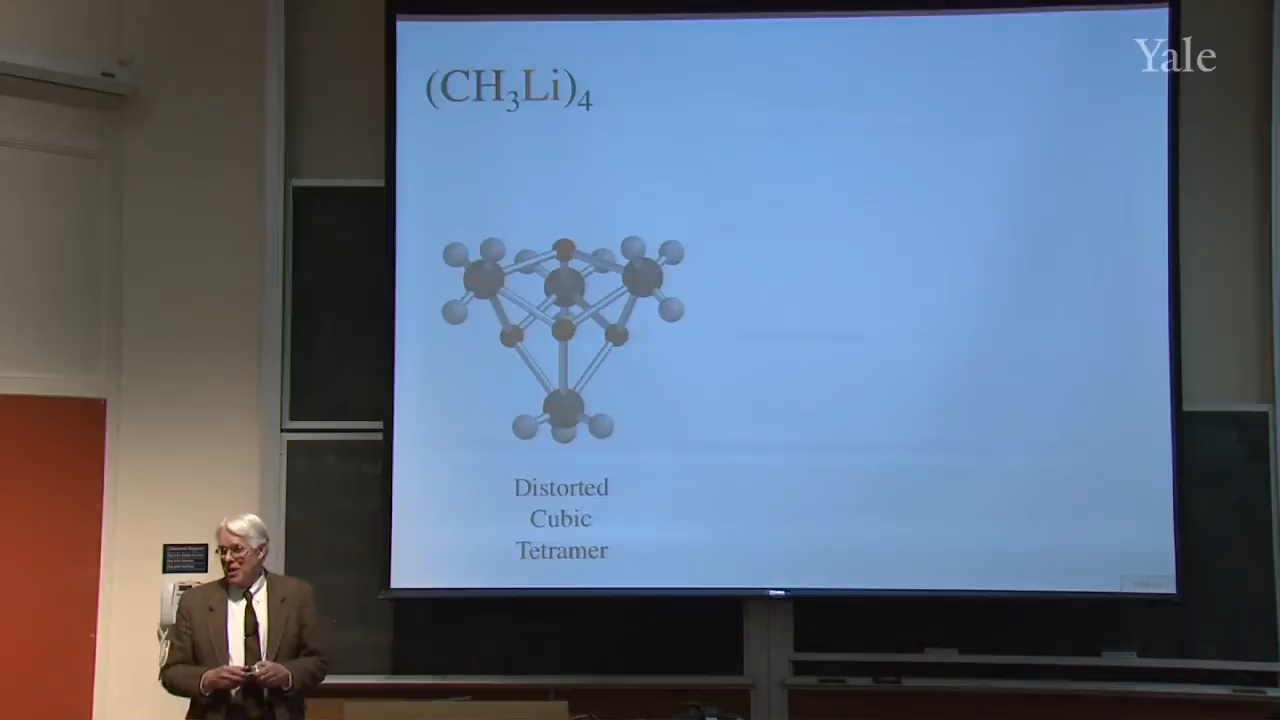 Yale
(CH₃Li)₄
Distorted
Cubic
Tetramer